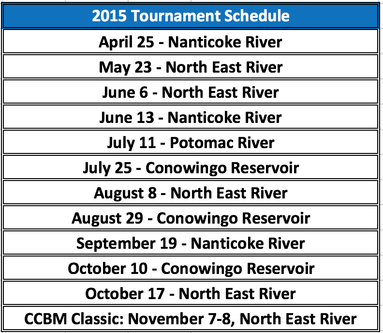 2015 Tournament Schedule
April 25 - Nanticoke River
May 23 - North East River
June 6 - North East River
June 13 - Nanticoke River
July 11 - Potomac River
July 25 - Conowingo Reservoir
August 8 - North East River
August 29 - Conowingo Reservoir
September 19 - Nanticoke River
October 10 - Conowingo Reservoir
October 17 - North East River
CCBM Classic: November 7-8, North East River